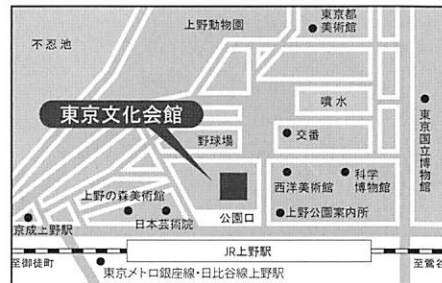 上野動物園
東京都
美術館
不忍池
噴水
東京文化会館
野球場
交番
東京国立博物館
西洋美術館
科学
博物館
上野の森美術館
日本芸術院
公園口
上野公園案内所
京成上野駅
JR上野駅
至御徒町
至鶯谷
東京メトロ銀座線・日比谷線上野駅